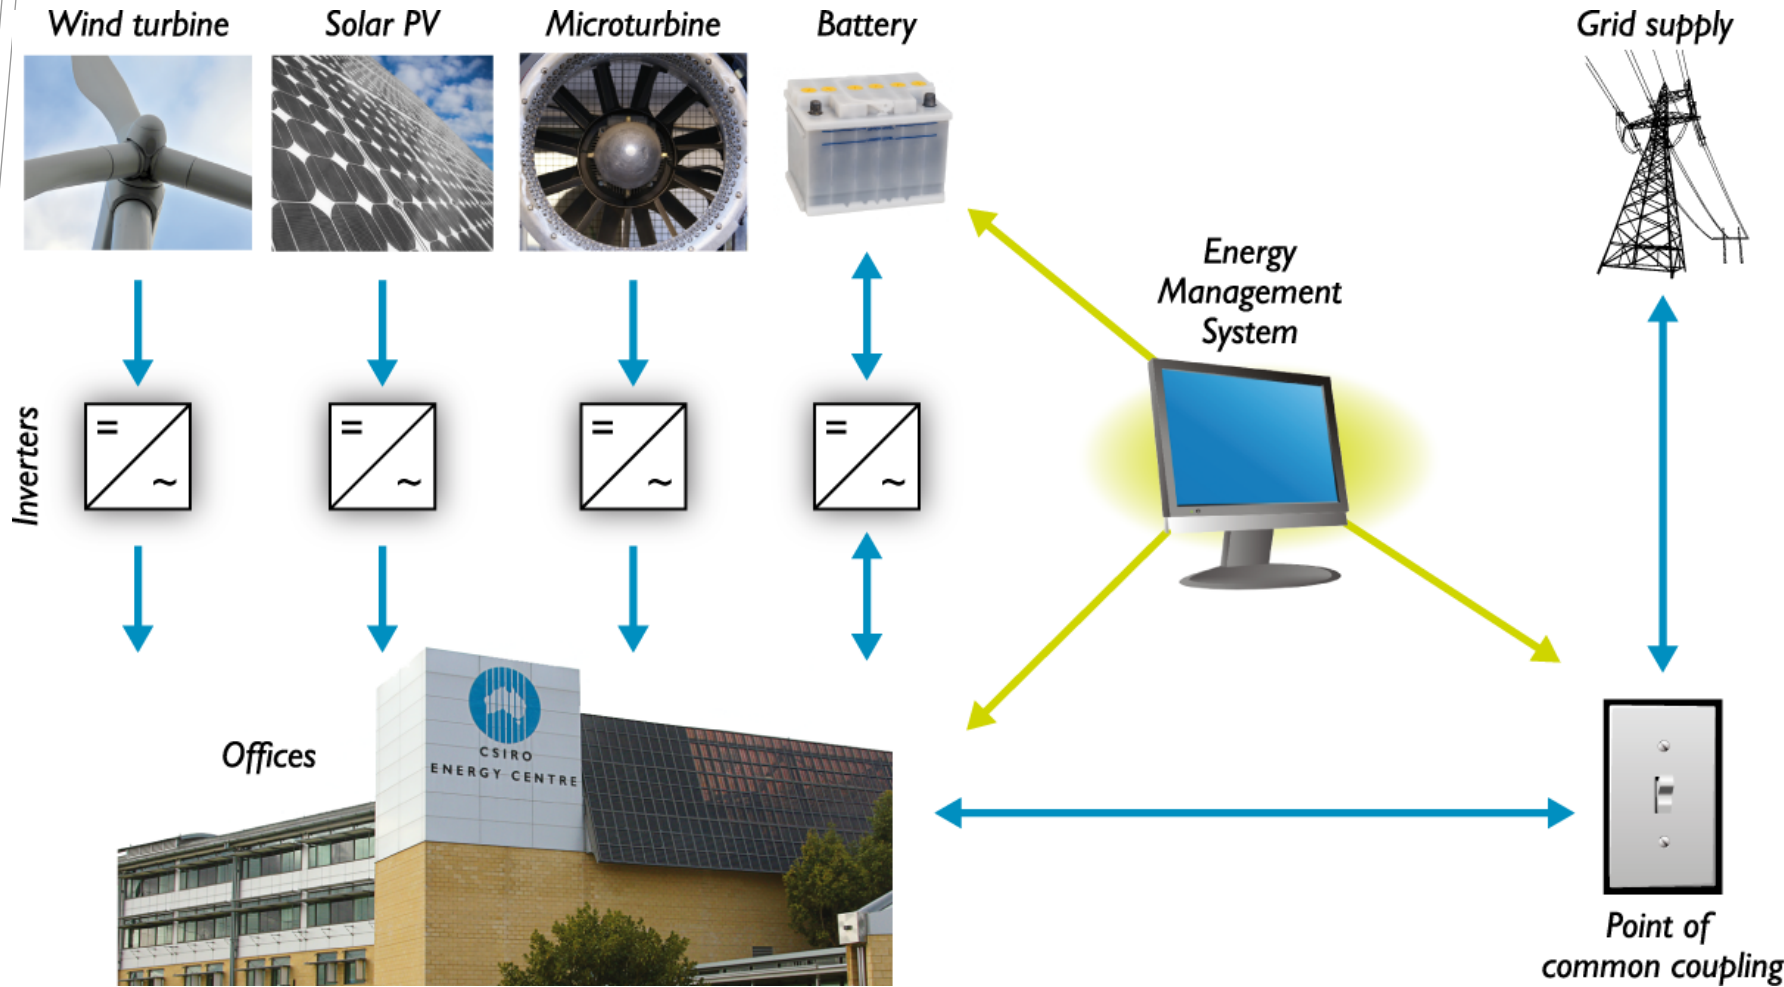 Wind turbine
Solar PV
Microturbine
Battery
Grid supply
Energy
Management
System
Inverters
=
~
=
~
=
~
=
~
Offices
CSIRO
ENERGY CENTRE
Point of
common coupling